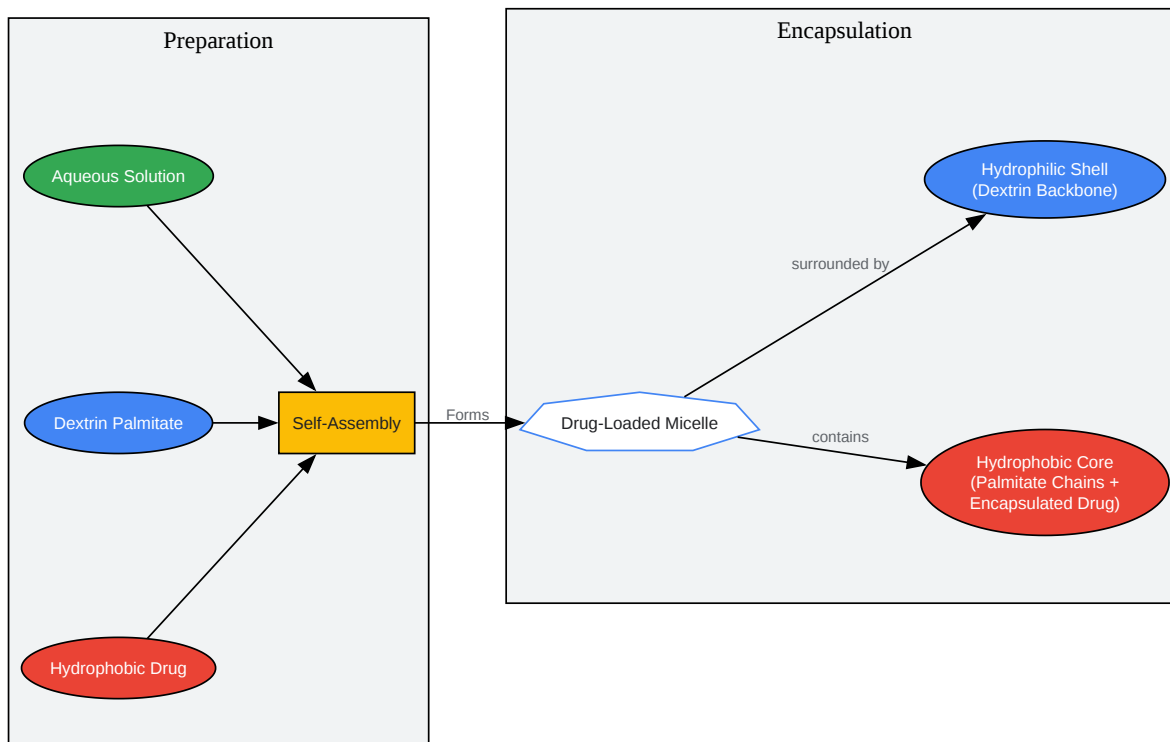 Preparation
Aqueous Solution
Dextrin Palmitate
Hydrophobic Drug
Self-Assembly
Forms
Encapsulation
Drug-Loaded Micelle
surrounded by
Hydrophilic Shell
(Dextrin Backbone)
contains
Hydrophobic Core
(Palmitate Chains +
Encapsulated Drug)